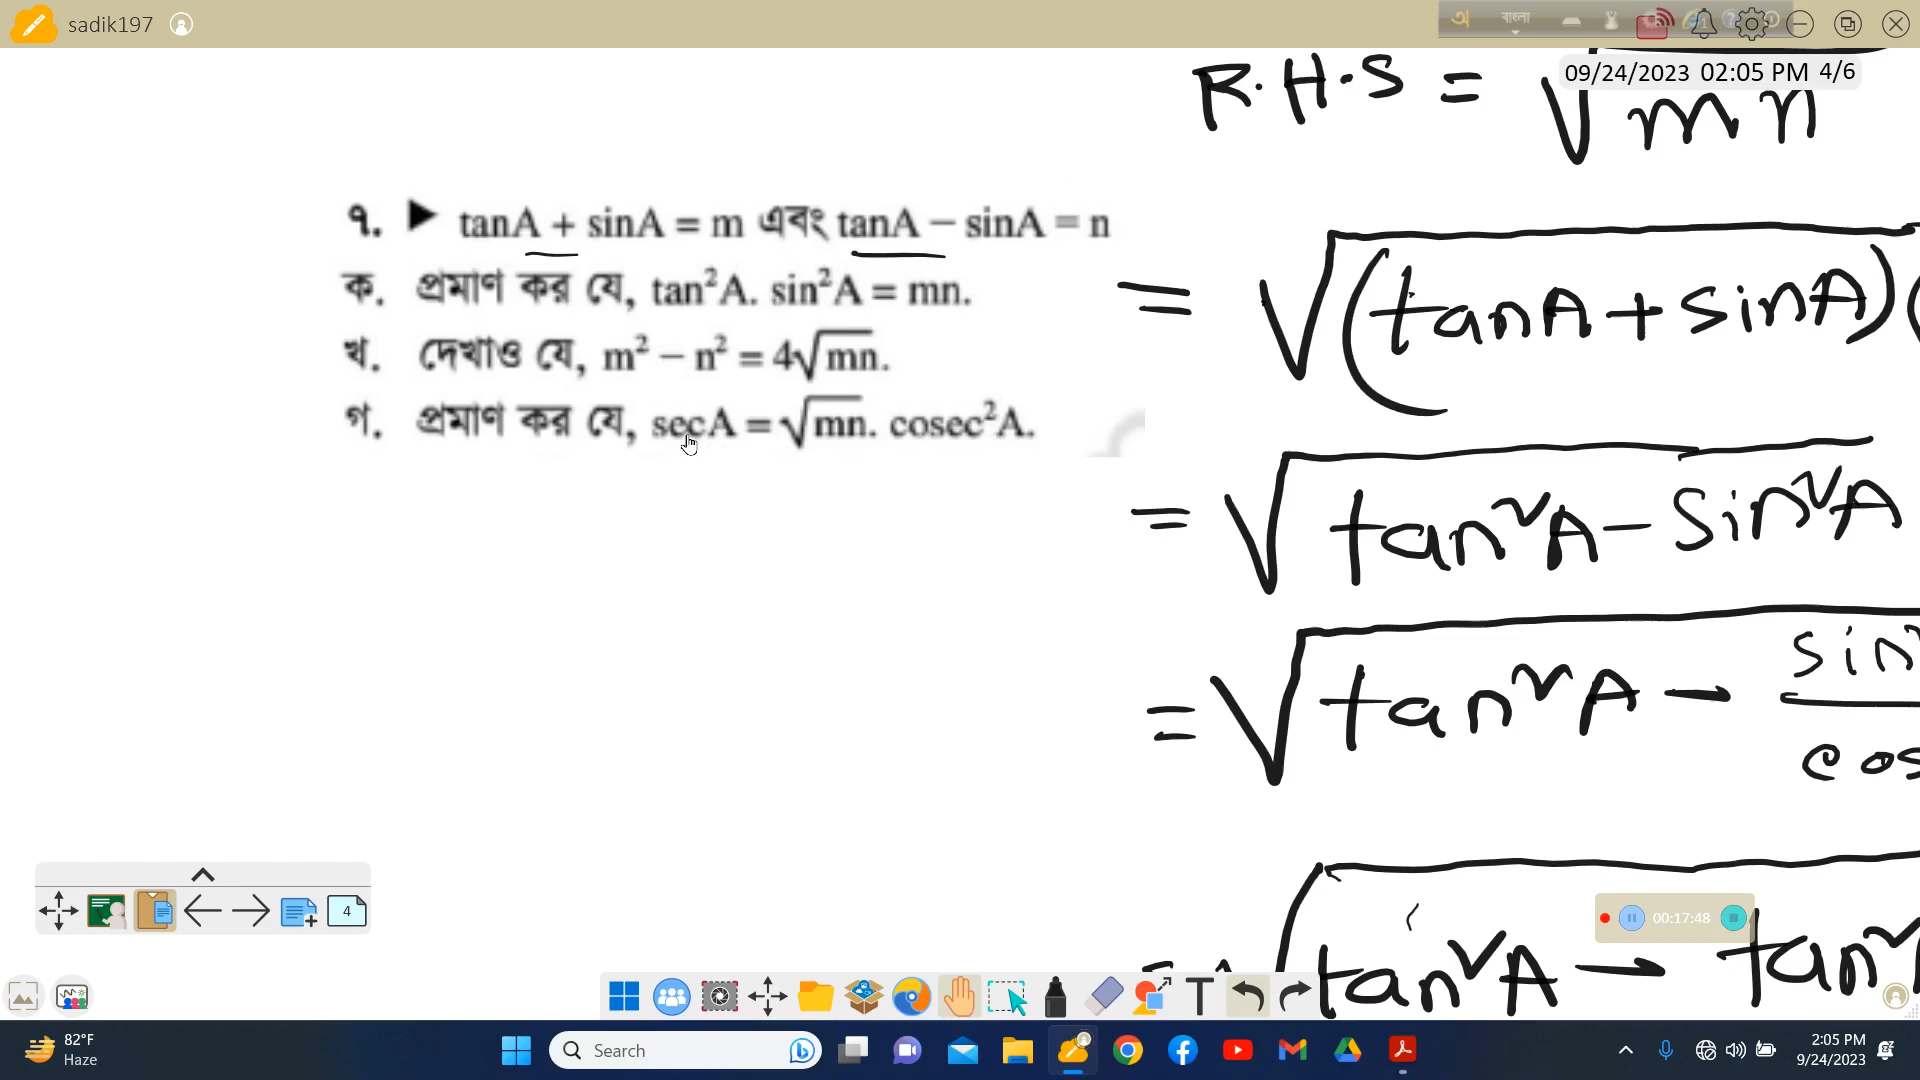 sadik197
বাংলা
09/24/2023 02:05 PM 4/6
R.H.S = √mn
৭. ▶ tanA + sinA = m এবং tanA − sinA = n
ক. প্রমাণ কর যে, tan²A. sin²A = mn.
খ. দেখাও যে, m² − n² = 4√mn.
গ. প্রমাণ কর যে, secA = √mn. cosec²A.
= √(tanA + sinA)(
= √tan²A − sin²A
= √tan²A − sin
cos
tan²A − tan²
00:17:48
4
82°F
Haze
Search
2:05 PM
9/24/2023